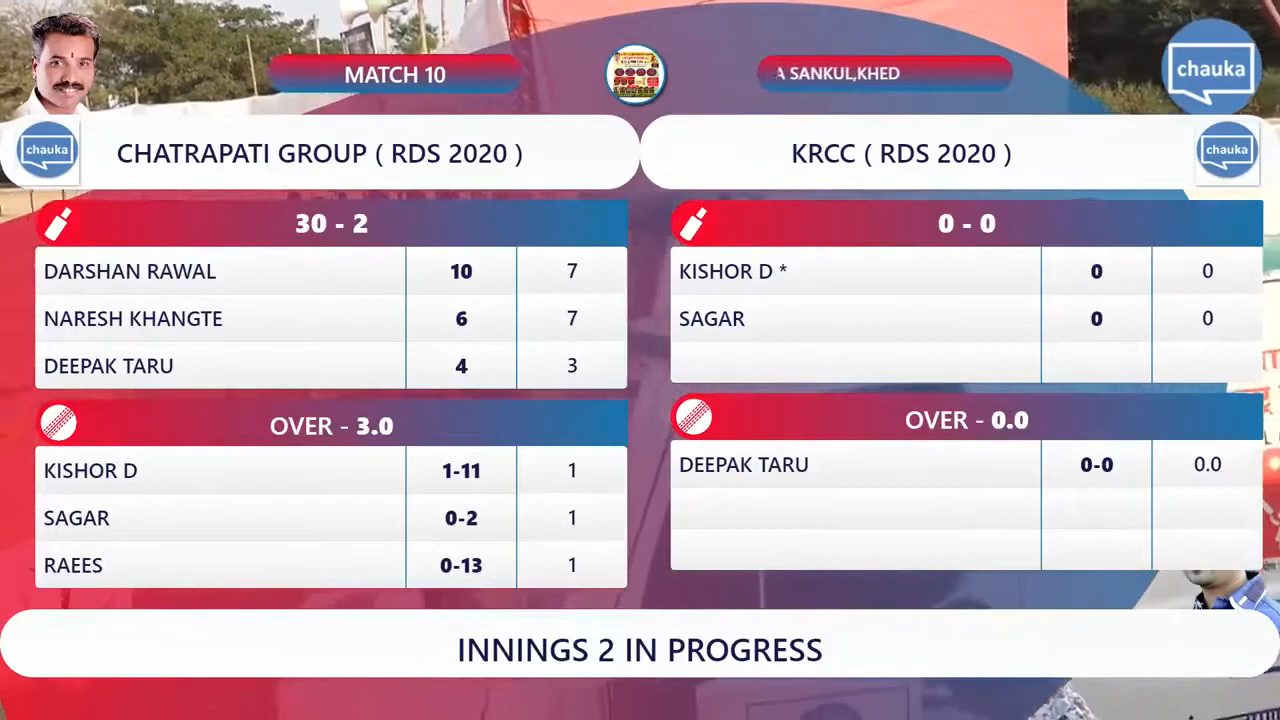 MATCH 10
A SANKUL,KHED
chauka
chauka
CHATRAPATI GROUP ( RDS 2020 )
KRCC ( RDS 2020 )
chauka
30 - 2
DARSHAN RAWAL 10 7
NARESH KHANGTE 6 7
DEEPAK TARU 4 3
OVER - 3.0
KISHOR D 1-11 1
SAGAR 0-2 1
RAEES 0-13 1
0 - 0
KISHOR D * 0 0
SAGAR 0 0
OVER - 0.0
DEEPAK TARU 0-0 0.0
INNINGS 2 IN PROGRESS